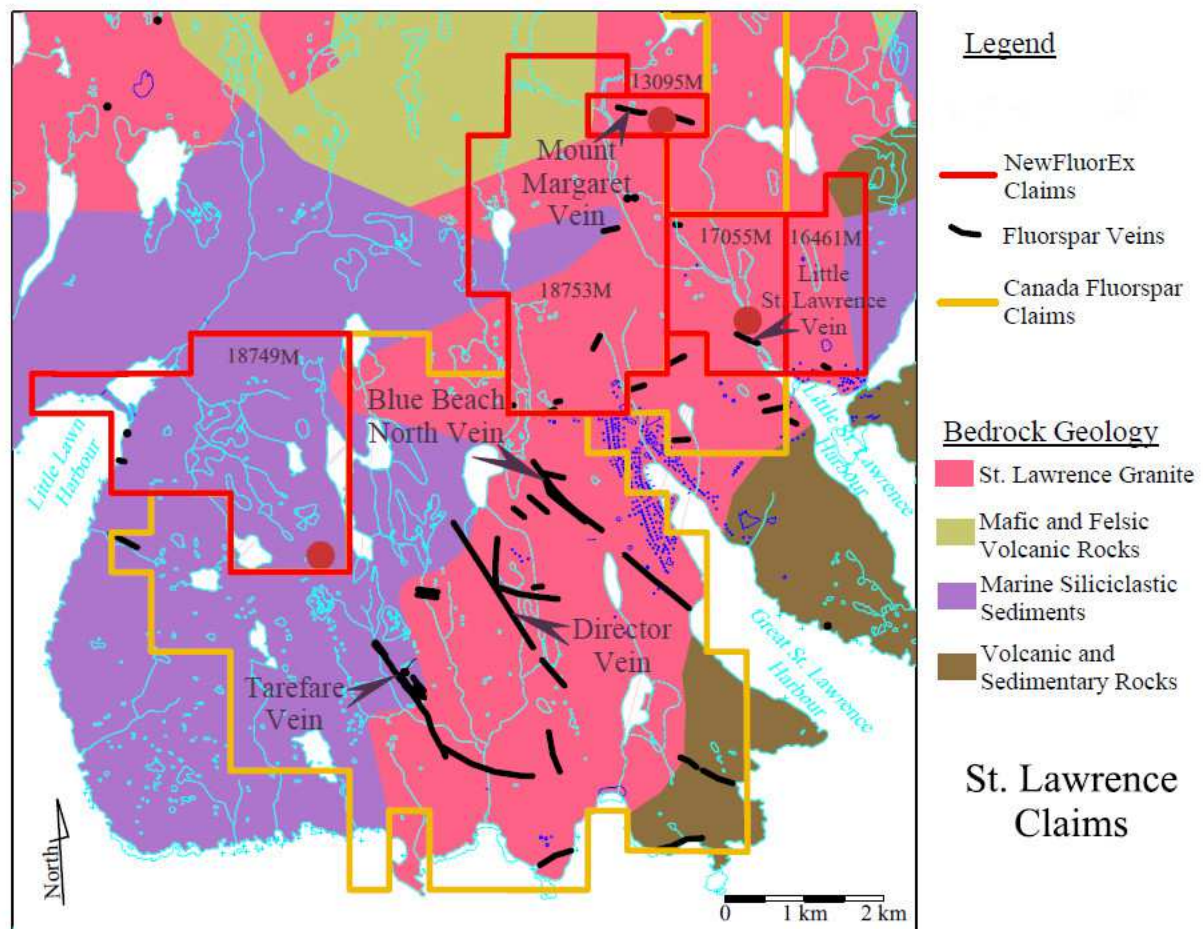 13095M
Mount
Margaret
Vein
17055M
16461M
Little
St. Lawrence
Vein
18753M
18749M
Blue Beach
North Vein
Little Lawn
Harbour
Little St. Lawrence
Harbour
Director
Vein
Great St. Lawrence
Harbour
Tarefare
Vein
North
0 1 km 2 km
Legend
NewFluorEx
Claims
Fluorspar Veins
Canada Fluorspar
Claims
Bedrock Geology
St. Lawrence Granite
Mafic and Felsic
Volcanic Rocks
Marine Siliciclastic
Sediments
Volcanic and
Sedimentary Rocks
St. Lawrence
Claims